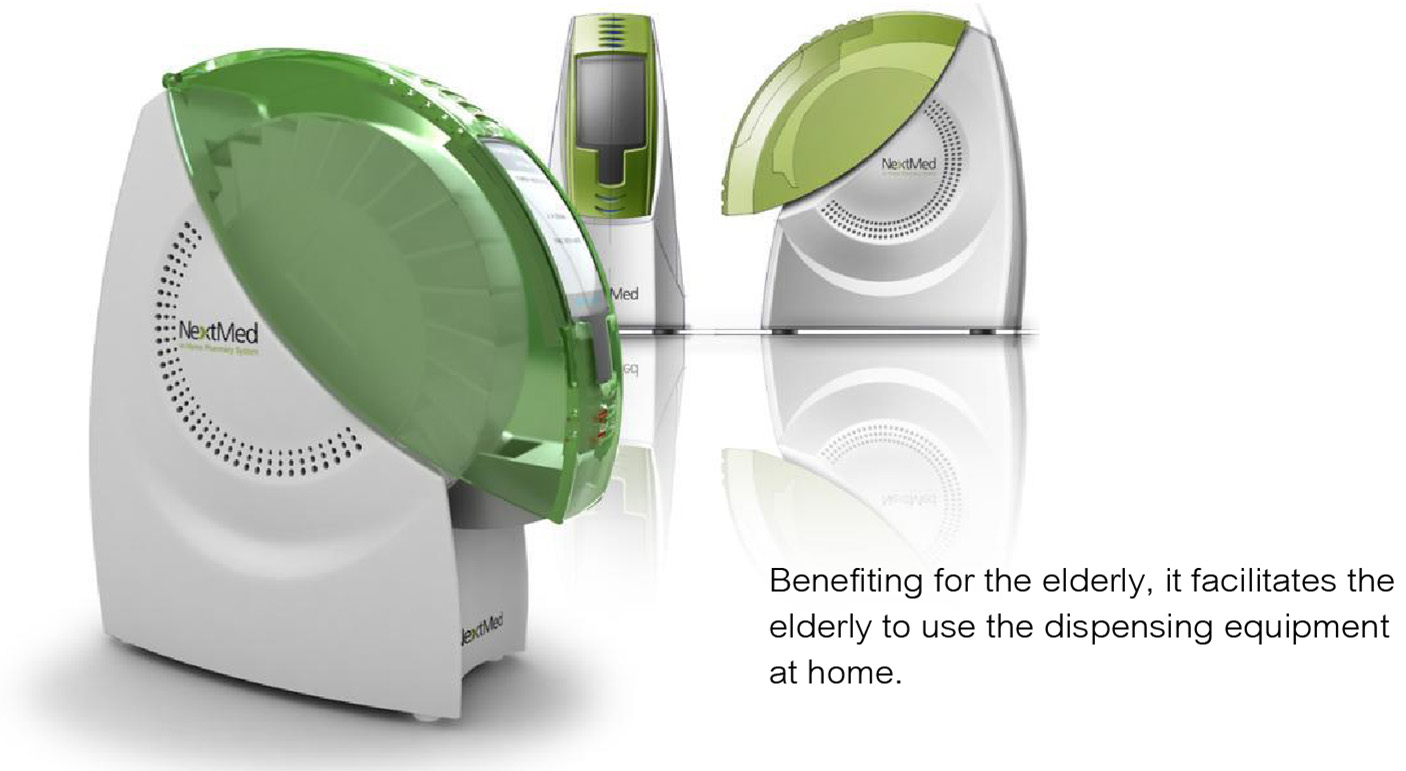 NextMed
NextMed
Med
NextMed
Benefiting for the elderly, it facilitates the
elderly to use the dispensing equipment
at home.